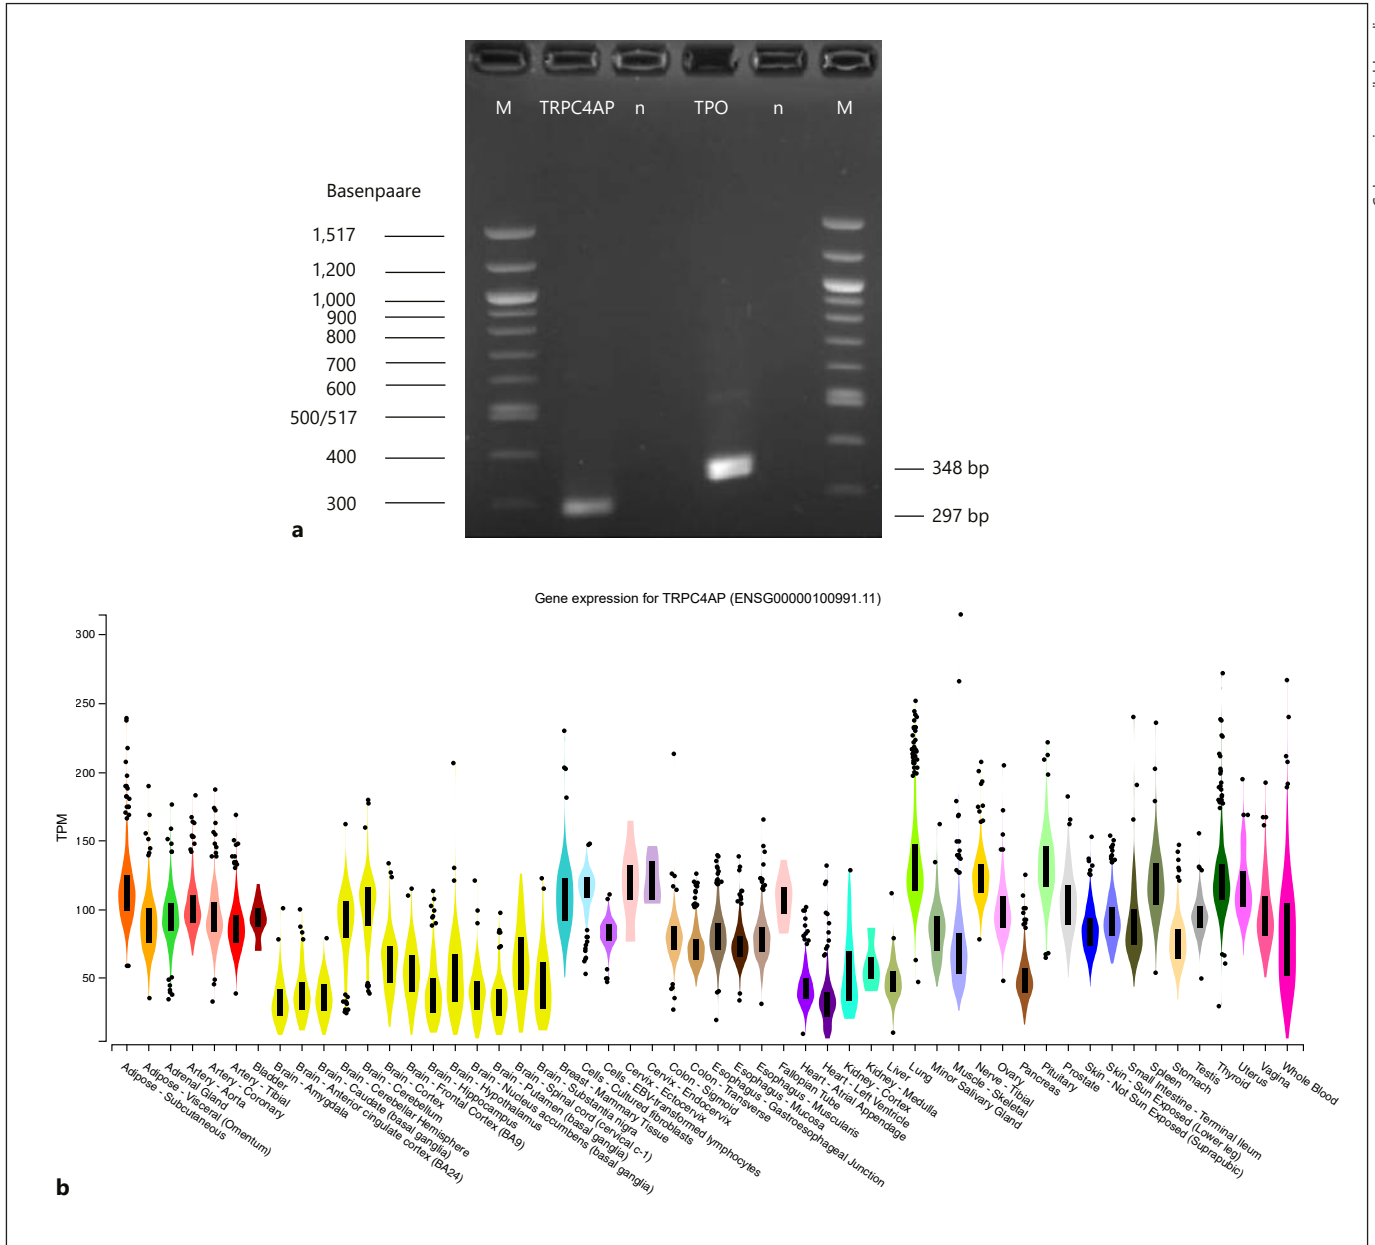 M TRPC4AP n TPO n M
Basenpaare
1,517
1,200
1,000
900
800
700
600
500/517
400
300
348 bp
297 bp
a
Gene expression for TRPC4AP (ENSG00000100991.11)
TPM
300
250
200
150
100
50
Adipose - Subcutaneous
Adipose - Visceral (Omentum)
Adrenal Gland
Artery - Aorta
Artery - Coronary
Artery - Tibial
Bladder
Brain - Amygdala
Brain - Anterior cingulate cortex (BA24)
Brain - Caudate (basal ganglia)
Brain - Cerebellar Hemisphere
Brain - Cerebellum
Brain - Cortex
Brain - Frontal Cortex (BA9)
Brain - Hippocampus
Brain - Hypothalamus
Brain - Nucleus accumbens (basal ganglia)
Brain - Putamen (basal ganglia)
Brain - Spinal cord (cervical c-1)
Brain - Substantia nigra
Breast - Mammary Tissue
Cells - Cultured fibroblasts
Cells - EBV-transformed lymphocytes
Cervix - Ectocervix
Cervix - Endocervix
Colon - Sigmoid
Colon - Transverse
Esophagus - Gastroesophageal Junction
Esophagus - Mucosa
Esophagus - Muscularis
Fallopian Tube
Heart - Atrial Appendage
Heart - Left Ventricle
Kidney - Cortex
Kidney - Medulla
Liver
Lung
Minor Salivary Gland
Muscle - Skeletal
Nerve - Tibial
Ovary
Pancreas
Pituitary
Prostate
Skin - Not Sun Exposed (Suprapubic)
Skin - Sun Exposed (Lower leg)
Small Intestine - Terminal Ileum
Spleen
Stomach
Testis
Thyroid
Uterus
Vagina
Whole Blood
b